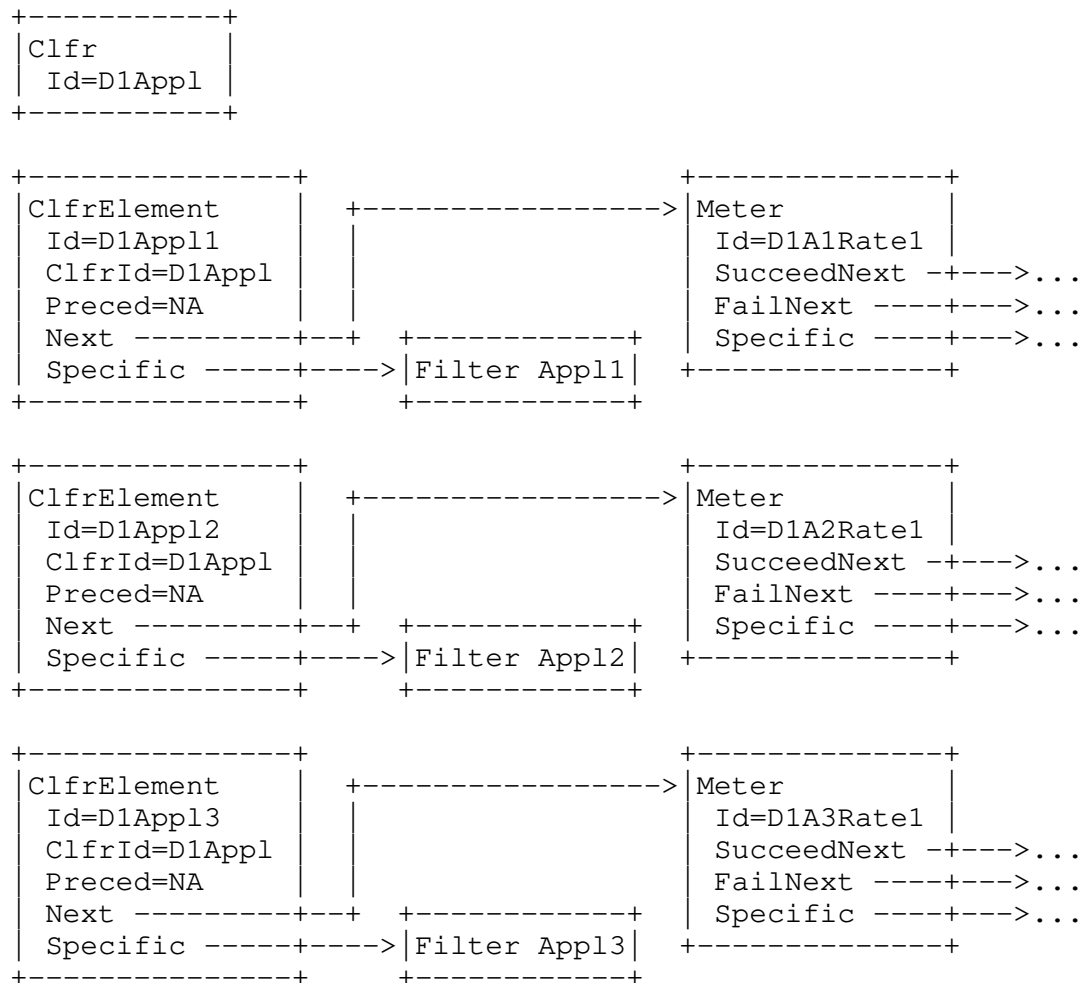 +-----------+
|Clfr       |
| Id=D1Appl |
+-----------+

+---------------+                     +--------------+
|ClfrElement    |  +----------------->|Meter         |
| Id=D1Appl1    |  |                  | Id=D1A1Rate1 |
| ClfrId=D1Appl |  |                  | SucceedNext -+--->...
| Preced=NA     |  |                  | FailNext ----+--->...
| Next ---------+--+  +------------+  | Specific ----+--->...
| Specific -----+---->|Filter Appl1|  +--------------+
+---------------+     +------------+

+---------------+                     +--------------+
|ClfrElement    |  +----------------->|Meter         |
| Id=D1Appl2    |  |                  | Id=D1A2Rate1 |
| ClfrId=D1Appl |  |                  | SucceedNext -+--->...
| Preced=NA     |  |                  | FailNext ----+--->...
| Next ---------+--+  +------------+  | Specific ----+--->...
| Specific -----+---->|Filter Appl2|  +--------------+
+---------------+     +------------+

+---------------+                     +--------------+
|ClfrElement    |  +----------------->|Meter         |
| Id=D1Appl3    |  |                  | Id=D1A3Rate1 |
| ClfrId=D1Appl |  |                  | SucceedNext -+--->...
| Preced=NA     |  |                  | FailNext ----+--->...
| Next ---------+--+  +------------+  | Specific ----+--->...
| Specific -----+---->|Filter Appl3|  +--------------+
+---------------+     +------------+